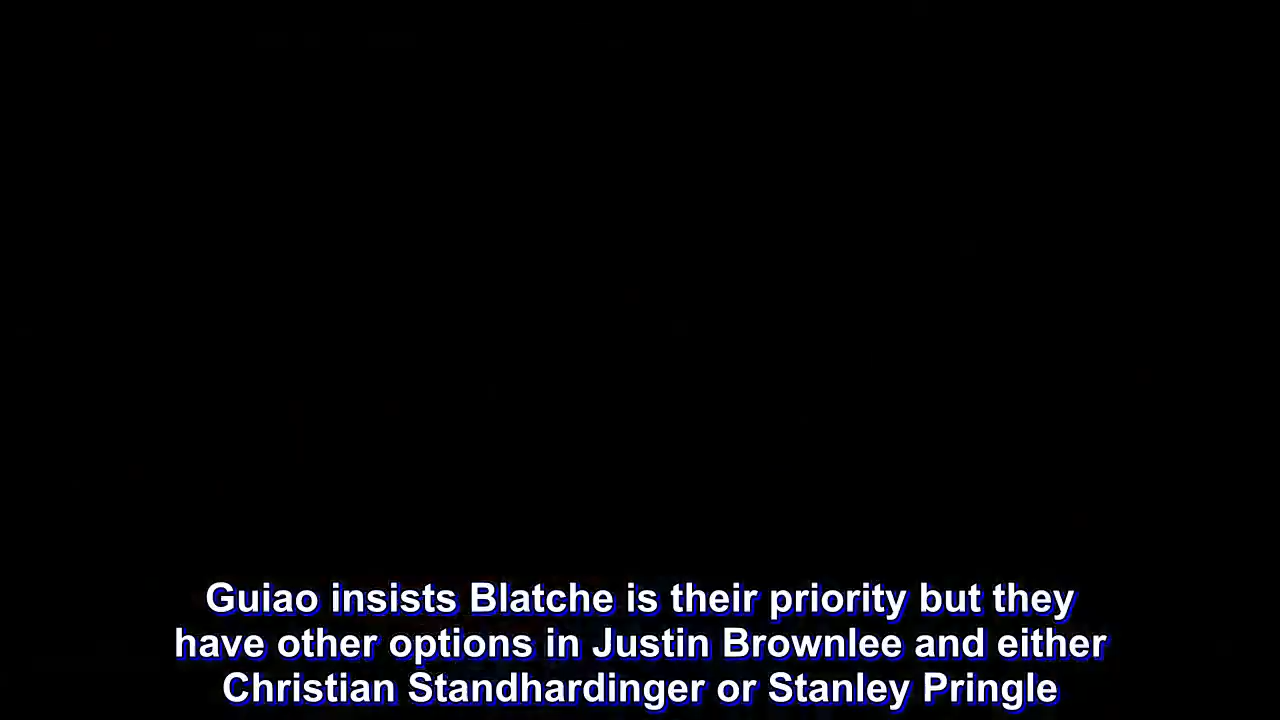 Guiao insists Blatche is their priority but they
have other options in Justin Brownlee and either
Christian Standhardinger or Stanley Pringle